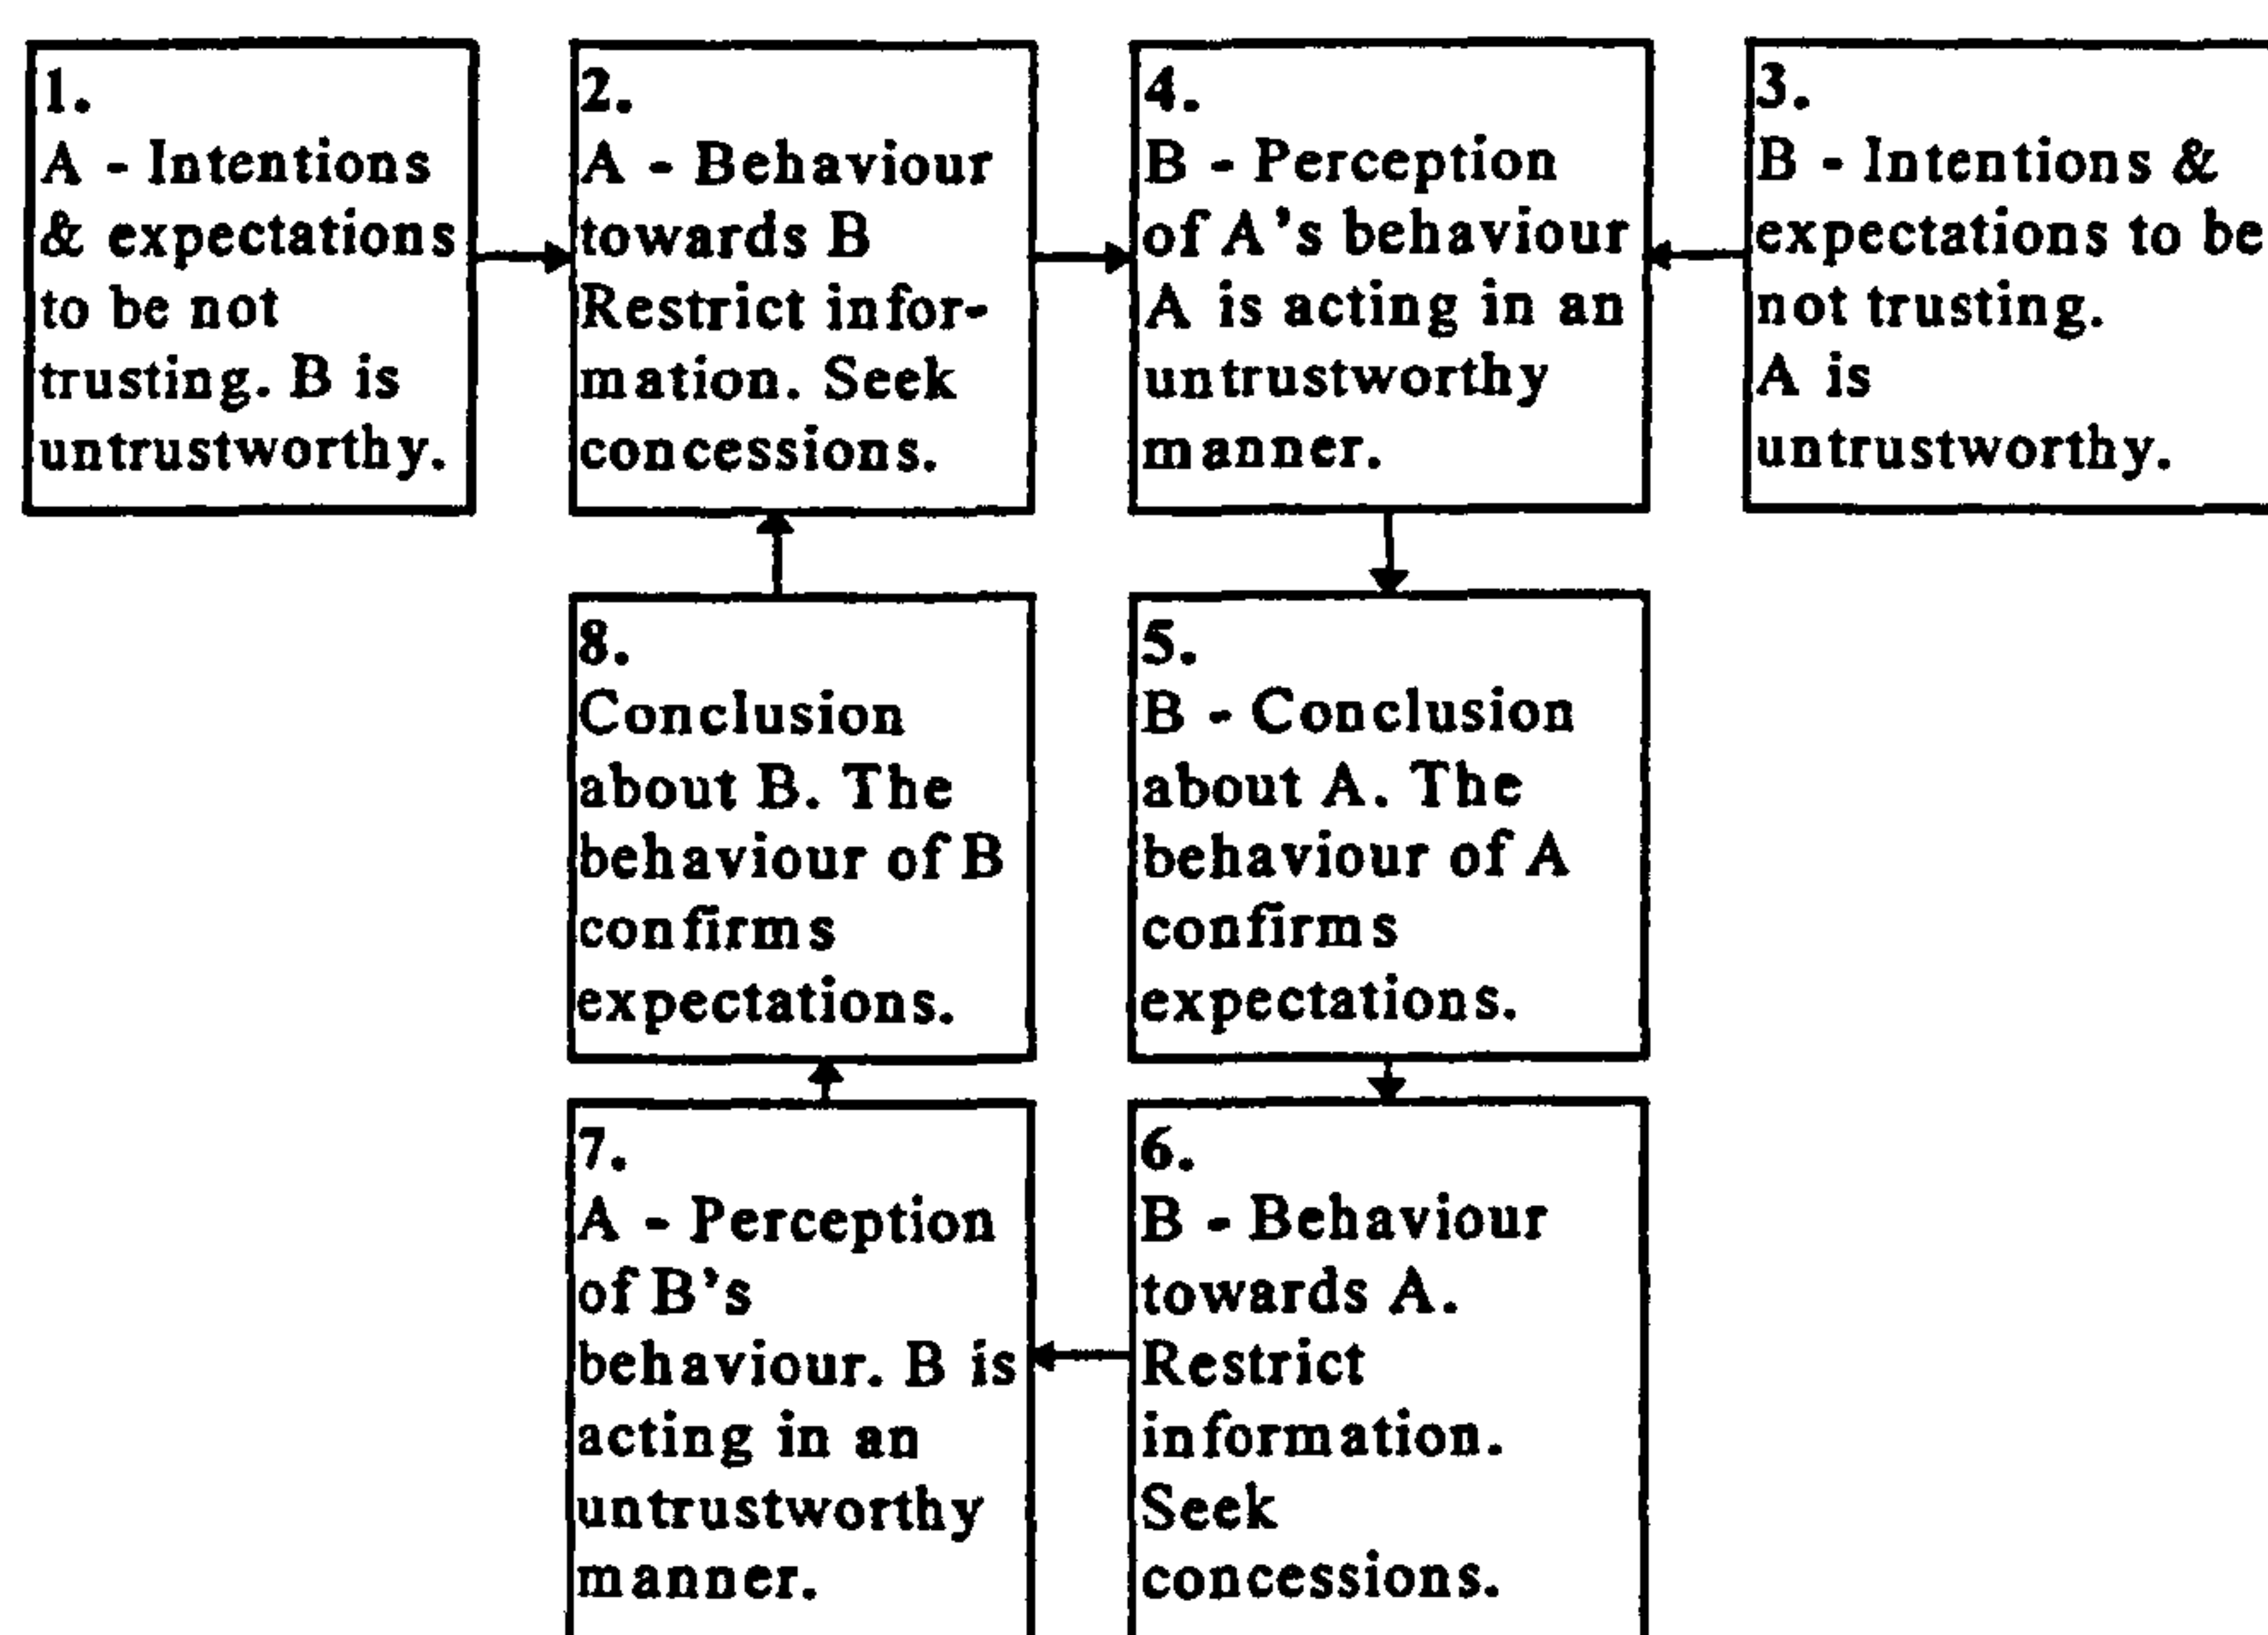 1.
A - Intentions
& expectations
to be not
trusting. B is
untrustworthy.
2.
A - Behaviour
towards B
Restrict infor-
mation. Seek
concessions.
4.
B - Perception
of A's behaviour
A is acting in an
untrustworthy
manner.
3.
B - Intentions &
expectations to be
not trusting.
A is
untrustworthy.
8.
Conclusion
about B. The
behaviour of B
confirms
expectations.
5.
B - Conclusion
about A. The
behaviour of A
confirms
expectations.
7.
A - Perception
of B's
behaviour. B is
acting in an
untrustworthy
manner.
6.
B - Behaviour
towards A.
Restrict
information.
Seek
concessions.